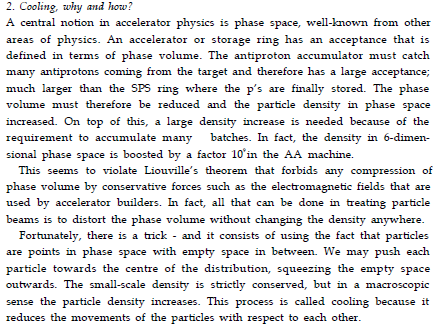 2. Cooling, why and how?
A central notion in accelerator physics is phase space, well-known from other
areas of physics. An accelerator or storage ring has an acceptance that is
defined in terms of phase volume. The antiproton accumulator must catch
many antiprotons coming from the target and therefore has a large acceptance;
much larger than the SPS ring where the p's are finally stored. The phase
volume must therefore be reduced and the particle density in phase space
increased. On top of this, a large density increase is needed because of the
requirement to accumulate many batches. In fact, the density in 6-dimen-
sional phase space is boosted by a factor 10 in the AA machine.
This seems to violate Liouville's theorem that forbids any compression of
phase volume by conservative forces such as the electromagnetic fields that are
used by accelerator builders. In fact, all that can be done in treating particle
beams is to distort the phase volume without changing the density anywhere.
Fortunately, there is a trick - and it consists of using the fact that particles
are points in phase space with empty space in between. We may push each
particle towards the centre of the distribution, squeezing the empty space
outwards. The small-scale density is strictly conserved, but in a macroscopic
sense the particle density increases. This process is called cooling because it
reduces the movements of the particles with respect to each other.